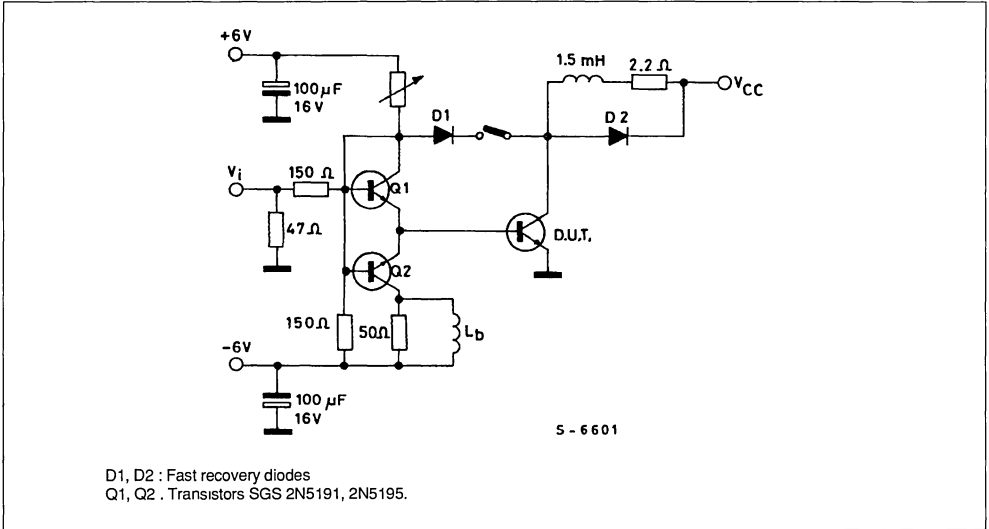 +6V
100µF
16V
1.5 mH
2.2 Ω
VCC
D1
D2
Vi
150 Ω
Q1
47Ω
D.U.T.
Q2
150Ω
50Ω
Lb
-6V
100 µF
16V
S - 6601
D1, D2 : Fast recovery diodes
Q1, Q2 . Transistors SGS 2N5191, 2N5195.